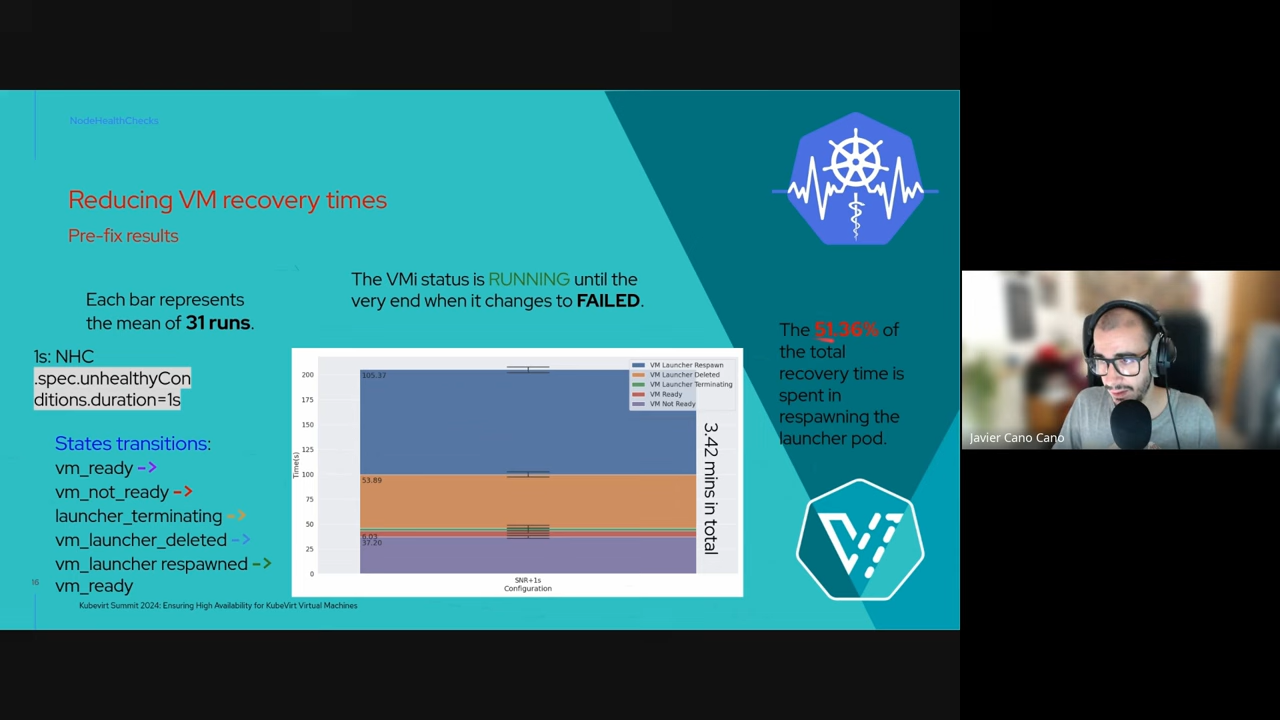 NodeHealthChecks
Reducing VM recovery times
Pre-fix results
Each bar represents
the mean of 31 runs.
The VMi status is RUNNING until the
very end when it changes to FAILED.
1s: NHC
.spec.unhealthyCon
ditions.duration=1s
States transitions:
vm_ready ->
vm_not_ready ->
launcher_terminating ->
vm_launcher_deleted ->
vm_launcher respawned ->
vm_ready
200
175
150
125
100
75
50
25
0
Time(s)
105.37
53.89
6.03
37.20
VM Launcher Respawn
VM Launcher Deleted
VM Launcher Terminating
VM Ready
VM Not Ready
3.42 mins in total
SNR+1s
Configuration
The 51.36% of
the total
recovery time is
spent in
respawning the
launcher pod.
16
Kubevirt Summit 2024: Ensuring High Availability for KubeVirt Virtual Machines
Javier Cano Cano